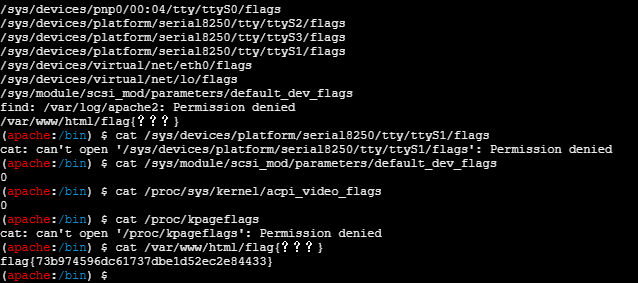 /sys/devices/pnp0/00:04/tty/ttyS0/flags
/sys/devices/platform/serial8250/tty/ttyS2/flags
/sys/devices/platform/serial8250/tty/ttyS3/flags
/sys/devices/platform/serial8250/tty/ttyS1/flags
/sys/devices/virtual/net/eth0/flags
/sys/devices/virtual/net/lo/flags
/sys/module/scsi_mod/parameters/default_dev_flags
find: /var/log/apache2: Permission denied
/var/www/html/flag{？？？}
(apache:/bin) $ cat /sys/devices/platform/serial8250/tty/ttyS1/flags
cat: can't open '/sys/devices/platform/serial8250/tty/ttyS1/flags': Permission denied
(apache:/bin) $ cat /sys/module/scsi_mod/parameters/default_dev_flags
0
(apache:/bin) $ cat /proc/sys/kernel/acpi_video_flags
0
(apache:/bin) $ cat /proc/kpageflags
cat: can't open '/proc/kpageflags': Permission denied
(apache:/bin) $ cat /var/www/html/flag{？？？}
flag{73b974596dc61737dbe1d52ec2e84433}
(apache:/bin) $